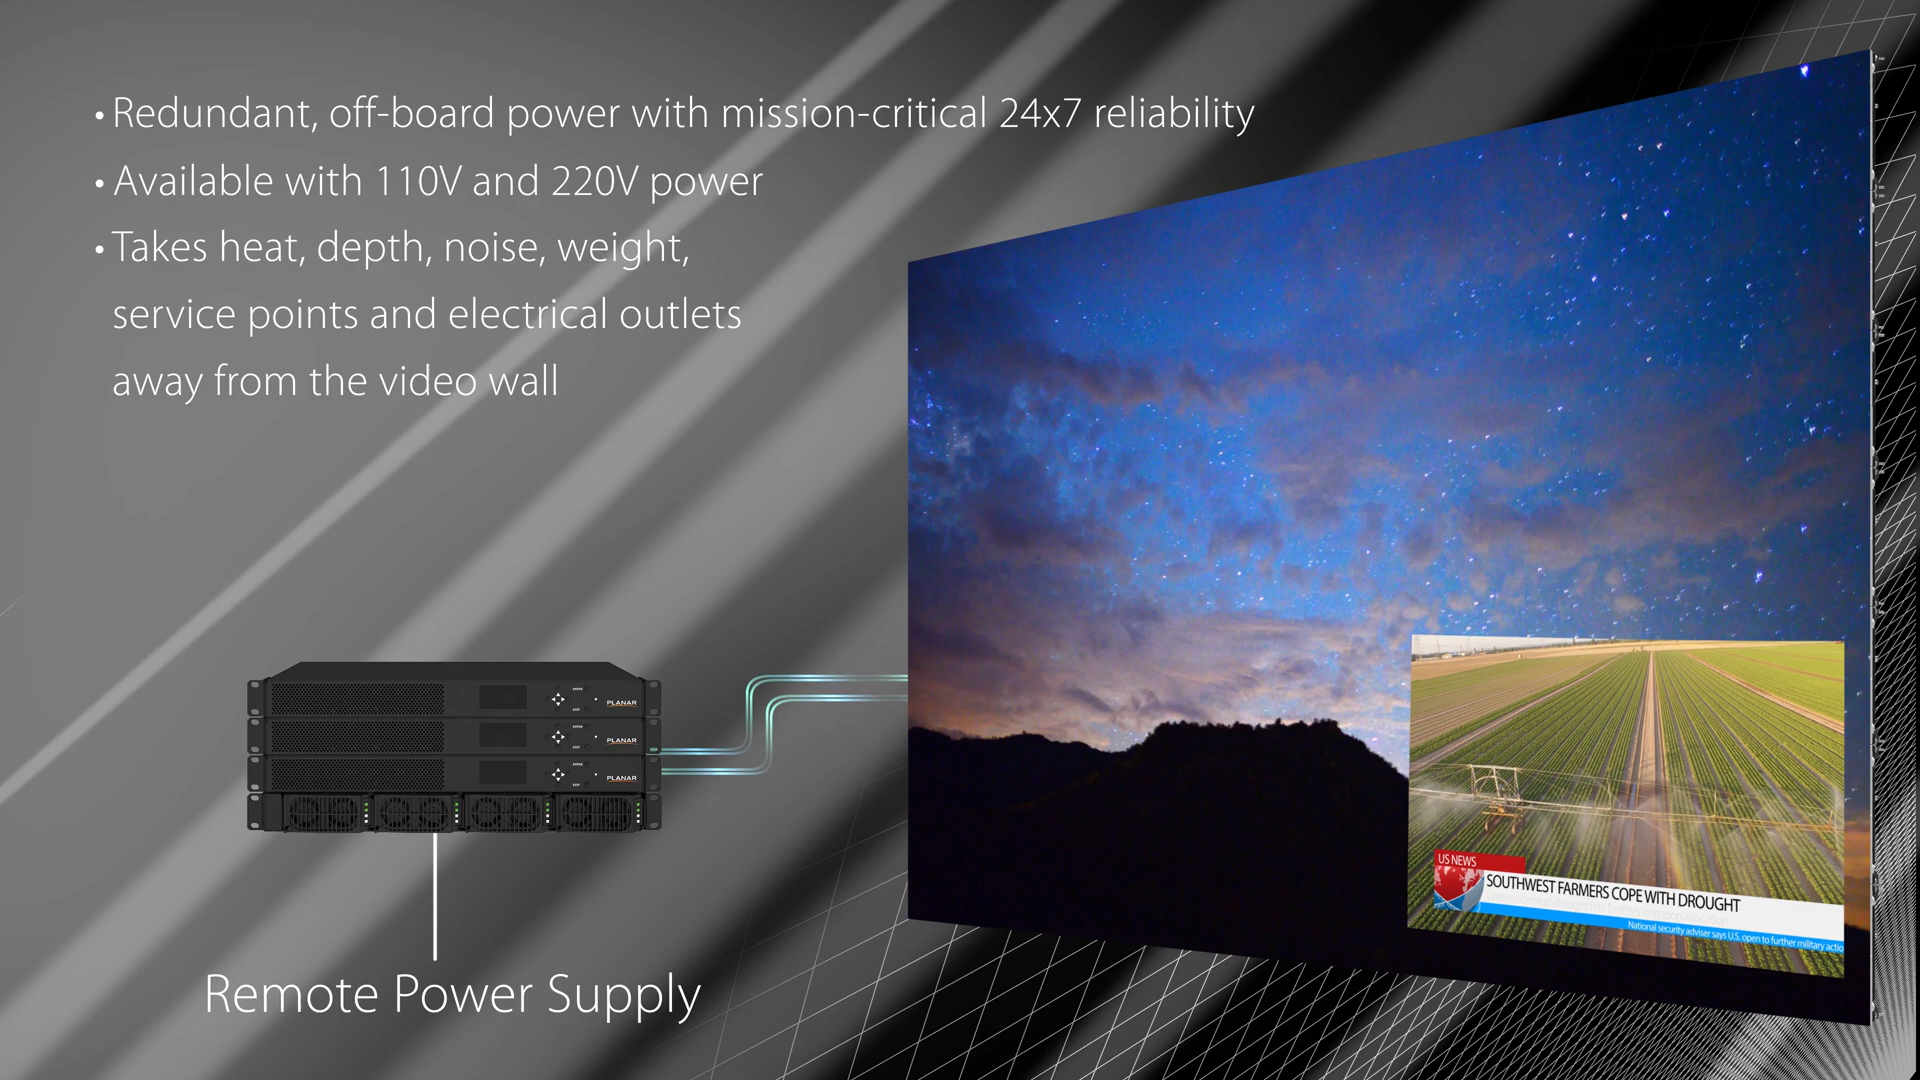 • Redundant, off-board power with mission-critical 24x7 reliability
• Available with 110V and 220V power
• Takes heat, depth, noise, weight,
service points and electrical outlets
away from the video wall
PLANAR
PLANAR
PLANAR
Remote Power Supply
US NEWS
SOUTHWEST FARMERS COPE WITH DROUGHT
National security adviser says U.S. open to further military actio